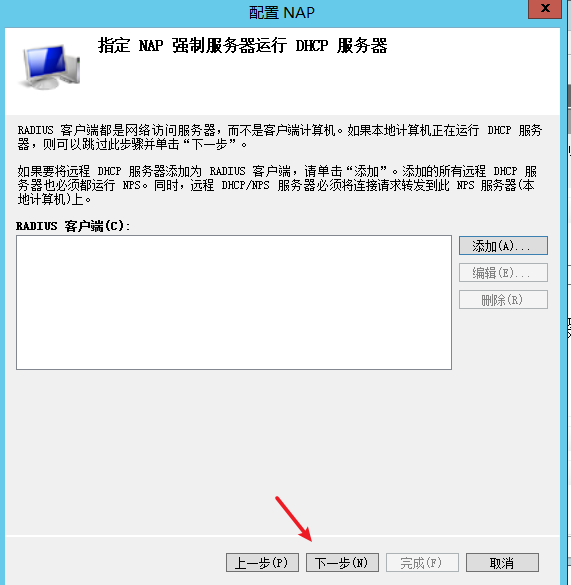 配置 NAP
x
指定 NAP 强制服务器运行 DHCP 服务器
RADIUS 客户端都是网络访问服务器，而不是客户端计算机。如果本地计算机正在运行 DHCP 服务
器，则可以跳过此步骤并单击“下一步”。
如果要将远程 DHCP 服务器添加为 RADIUS 客户端，请单击“添加”。添加的所有远程 DHCP 服
务器也必须都运行 NPS。同时，远程 DHCP/NPS 服务器必须将连接请求转发到此 NPS 服务器(本
地计算机)上。
RADIUS 客户端(C):
添加(A)...
编辑(E)...
删除(R)
上一步(P) 下一步(N) 完成(F) 取消